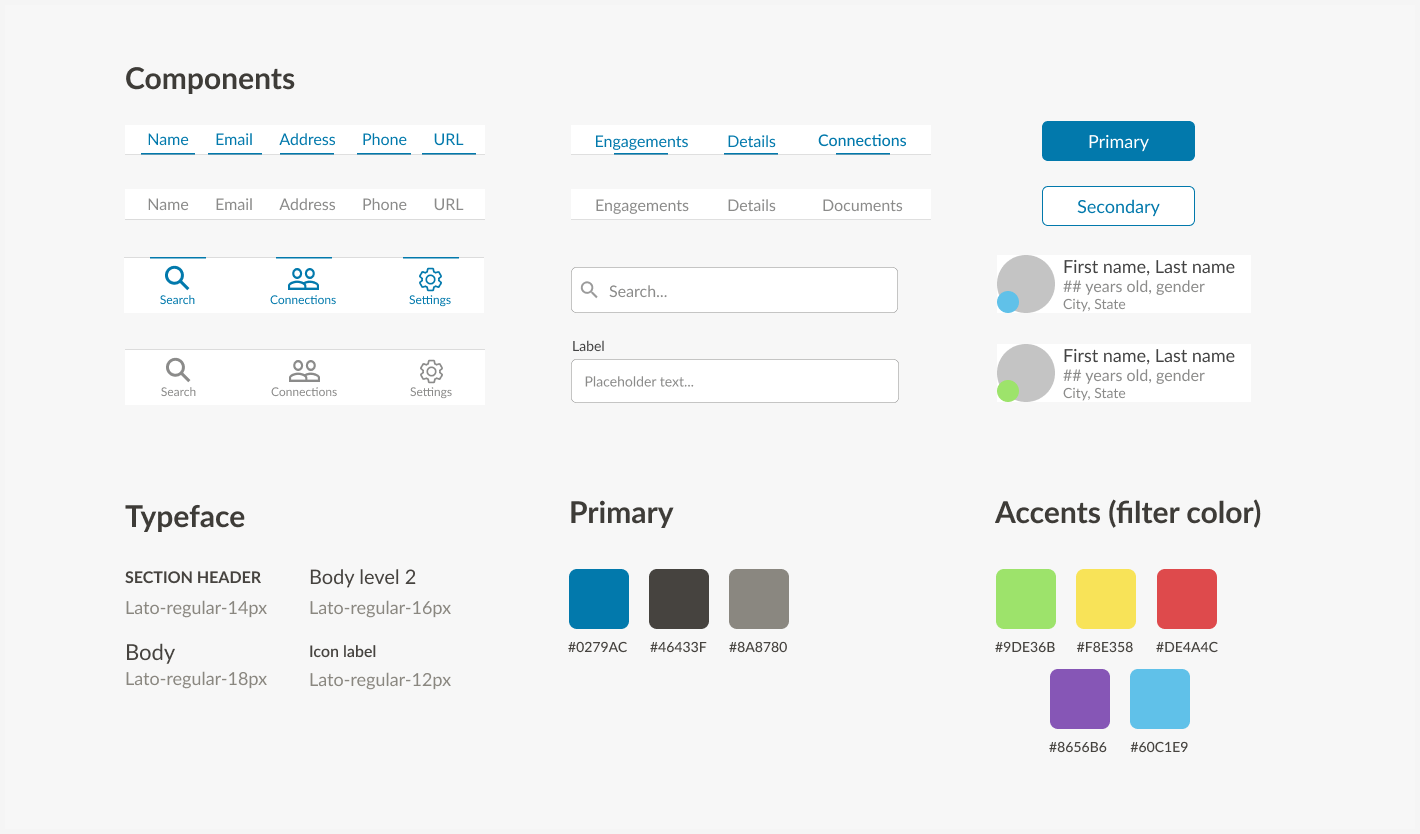 Components
Name Email Address Phone URL
Name Email Address Phone URL
Search Connections Settings
Search Connections Settings
Engagements Details Connections
Engagements Details Documents
Search...
Label
Placeholder text...
Primary
Secondary
First name, Last name
## years old, gender
City, State
First name, Last name
## years old, gender
City, State
Typeface
SECTION HEADER
Lato-regular-14px
Body
Lato-regular-18px
Body level 2
Lato-regular-16px
Icon label
Lato-regular-12px
Primary
#0279AC #46433F #8A8780
Accents (filter color)
#9DE36B #F8E358 #DE4A4C
#8656B6 #60C1E9